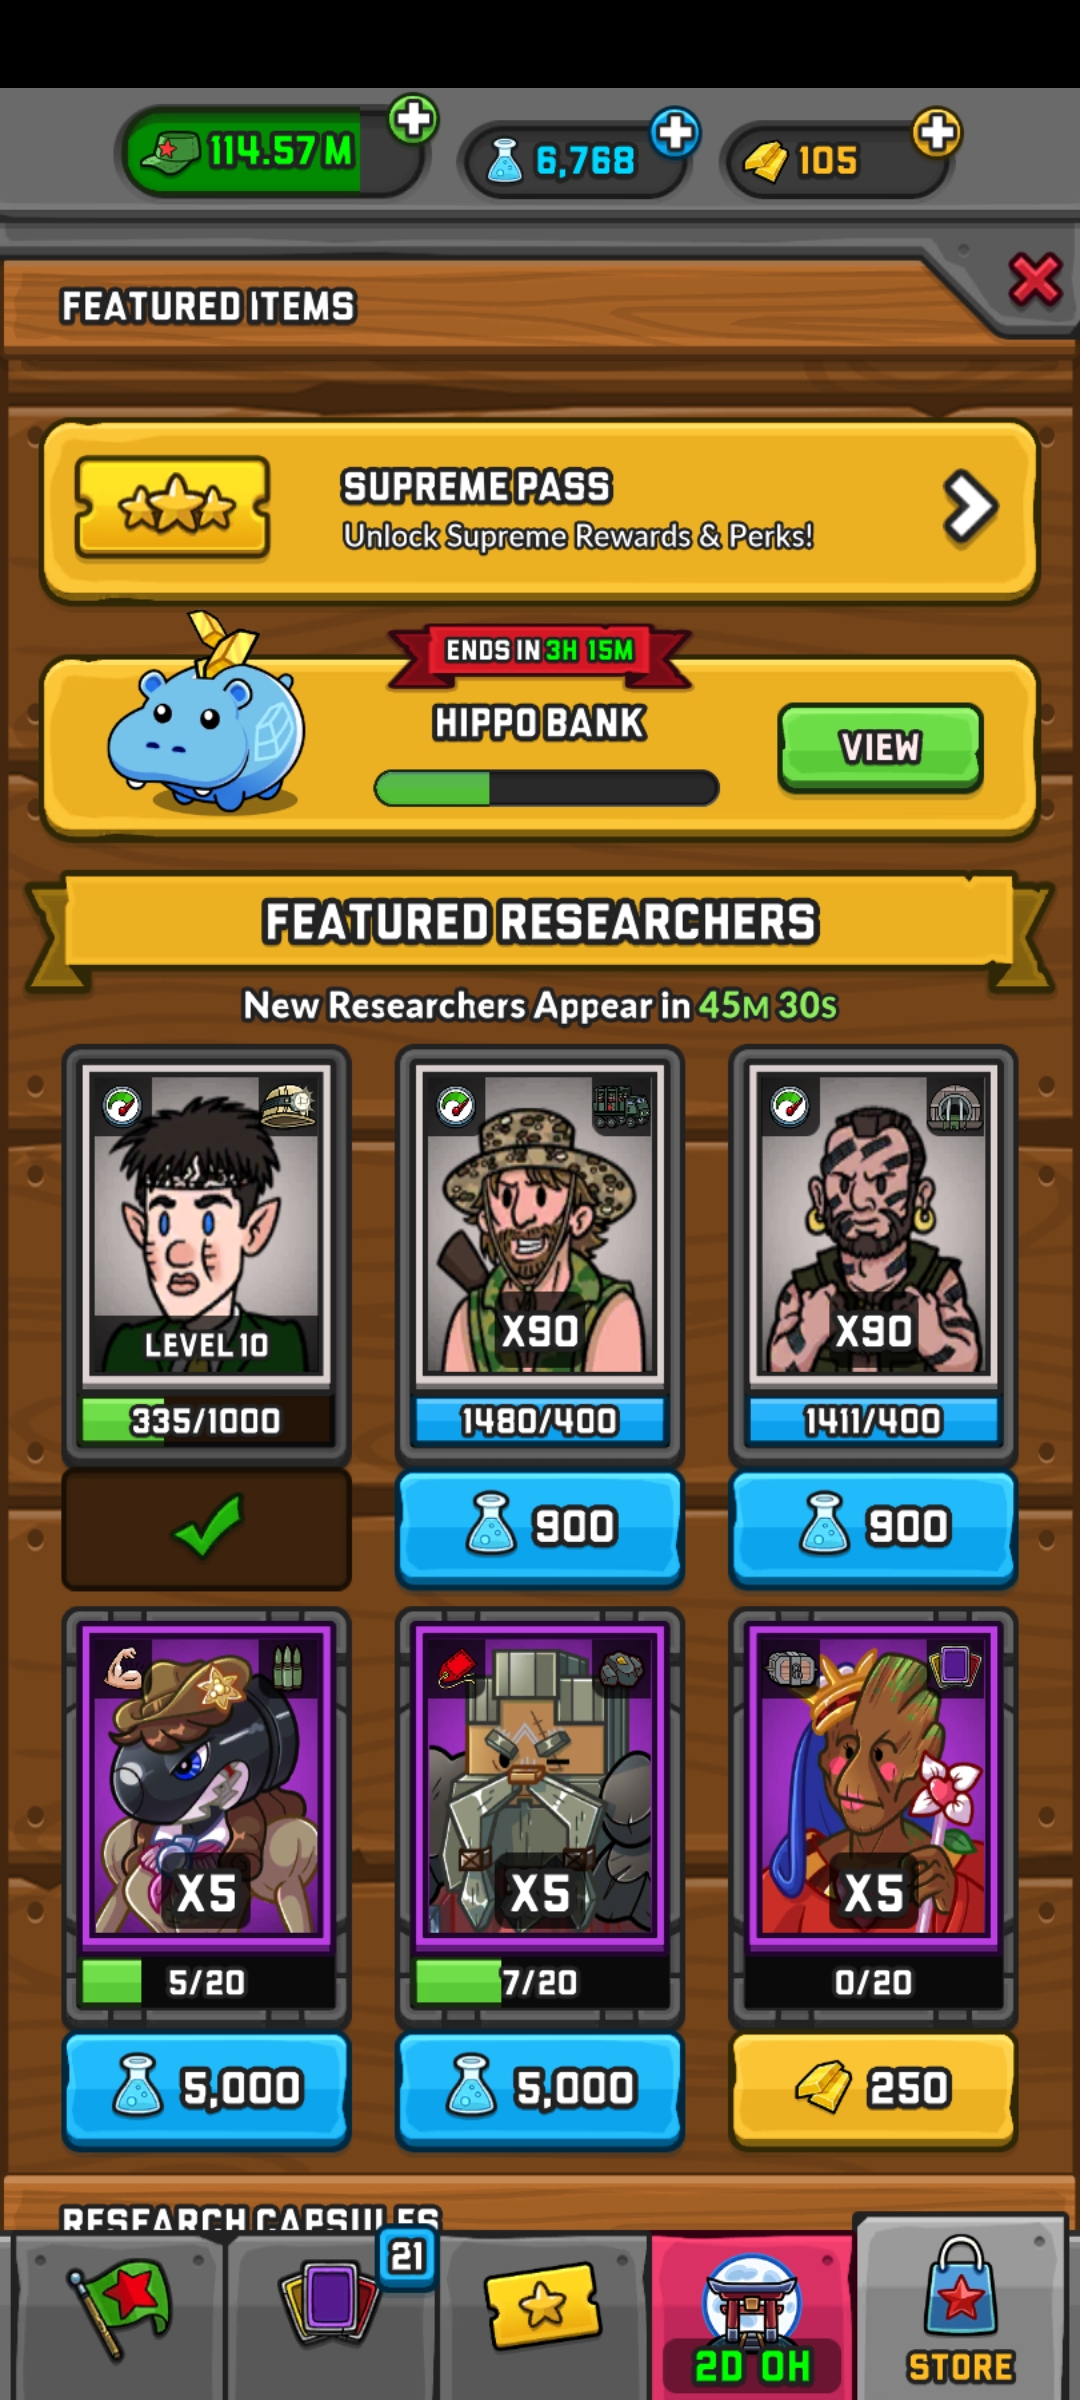 114.57 M
6,768
105
FEATURED ITEMS
SUPREME PASS
Unlock Supreme Rewards & Perks!
ENDS IN 3H 15M
HIPPO BANK
VIEW
FEATURED RESEARCHERS
New Researchers Appear in 45M 30S
LEVEL 10
X90
X90
335/1000
1480/400
1411/400
900
900
X5
X5
X5
5/20
7/20
0/20
5,000
5,000
250
RESEARCH CAPSULES
21
2D 0H
STORE